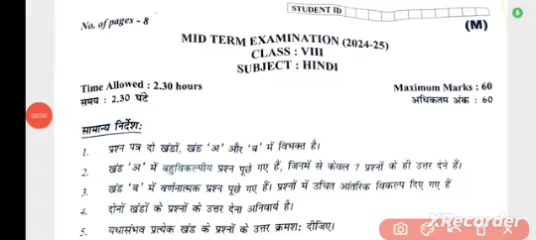 STUDENT ID
No. of pages - 8
(M)
MID TERM EXAMINATION (2024-25)
CLASS : VIII
SUBJECT : HINDI
Time Allowed : 2.30 hours
Maximum Marks : 60
समय : 2.30 घंटे
अधिकतम अंक : 60
00:00
सामान्य निर्देश:
1. प्रश्न पत्र दो खंडों, खंड 'अ' और 'ब' में विभक्त है।
2. खंड 'अ' में बहुविकल्पीय प्रश्न पूछे गए हैं, जिनमें से केवल 7 प्रश्नों के ही उत्तर देने हैं।
3. खंड 'ब' में वर्णनात्मक प्रश्न पूछे गए हैं। प्रश्नों में उचित आंतरिक विकल्प दिए गए हैं
4. दोनों खंडों के प्रश्नों के उत्तर देना अनिवार्य है।
5. यथासंभव प्रत्येक खंड के प्रश्नों के उत्तर क्रमशः दीजिए।
XRecorder